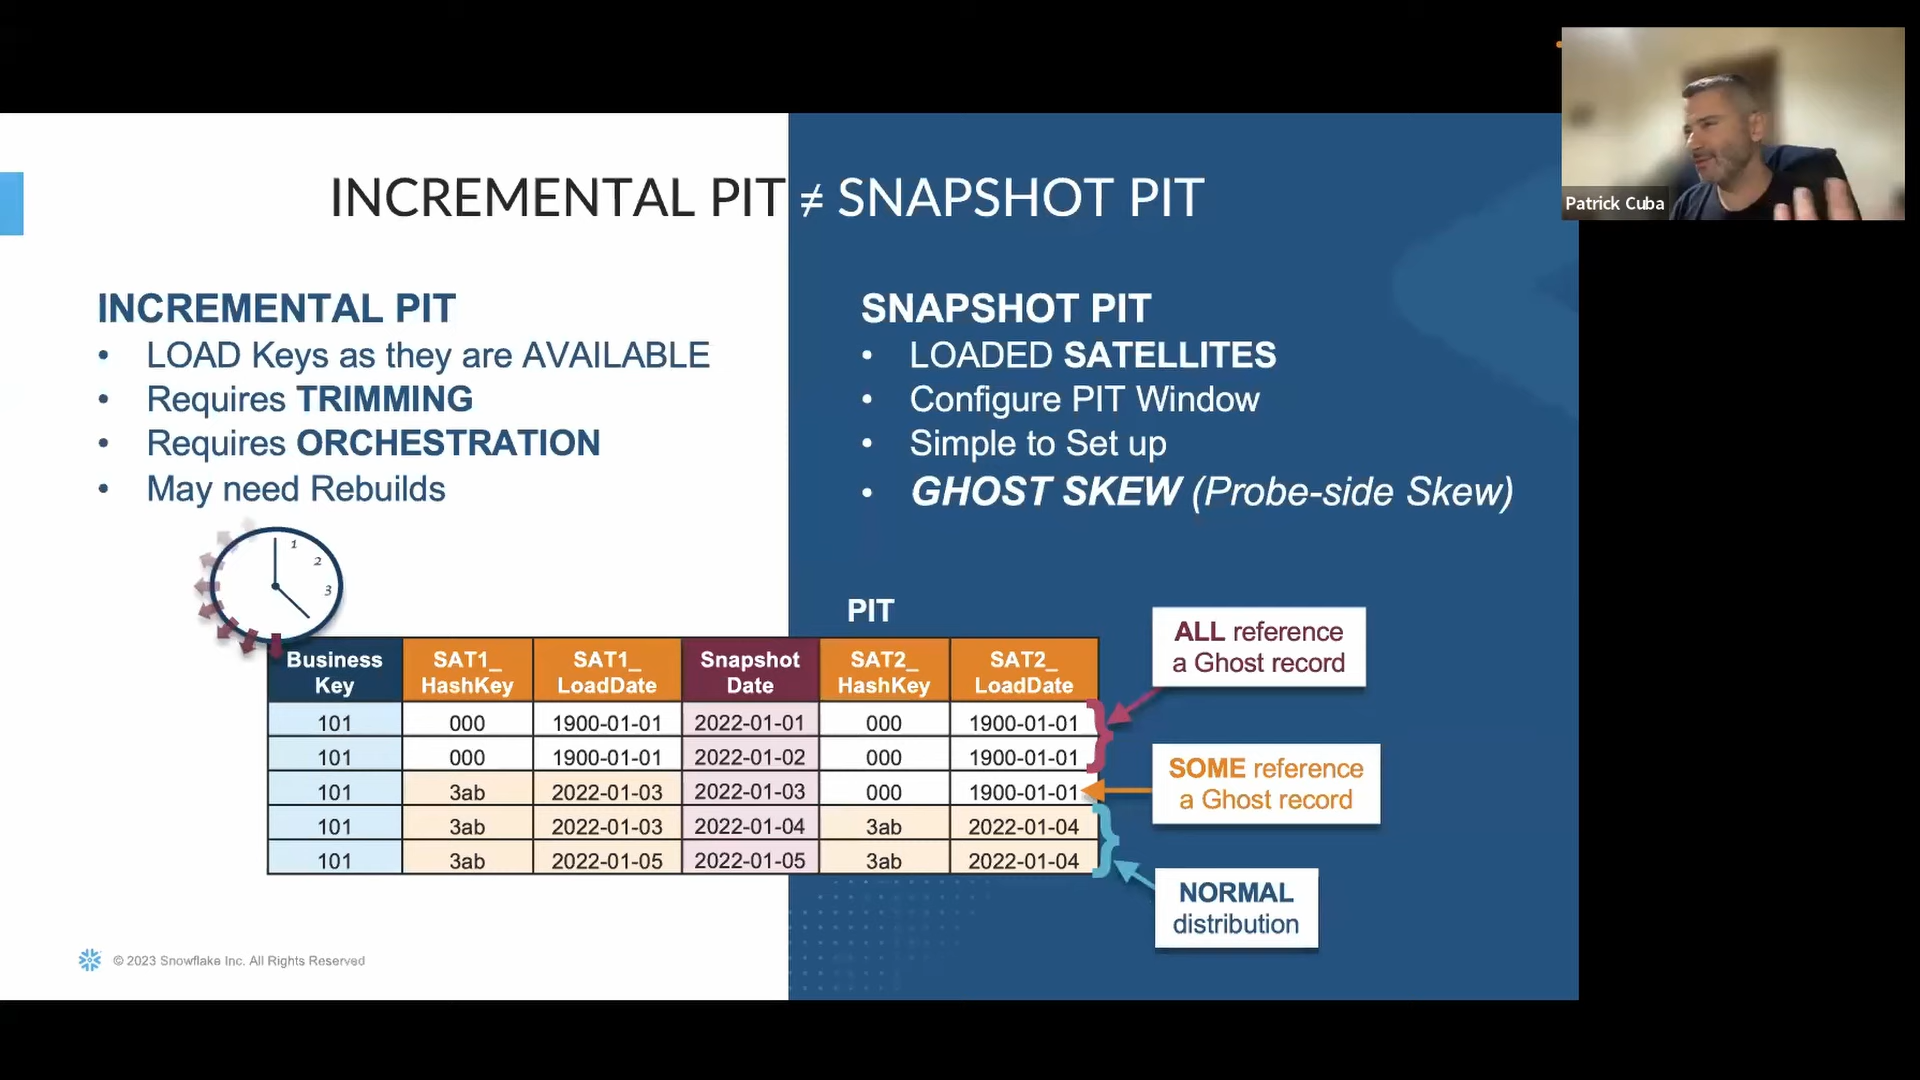 Patrick Cuba
INCREMENTAL PIT ≠ SNAPSHOT PIT
INCREMENTAL PIT
• LOAD Keys as they are AVAILABLE
• Requires TRIMMING
• Requires ORCHESTRATION
• May need Rebuilds
SNAPSHOT PIT
• LOADED SATELLITES
• Configure PIT Window
• Simple to Set up
• GHOST SKEW (Probe-side Skew)
1
2
3
PIT
Business Key SAT1_ HashKey SAT1_ LoadDate Snapshot Date SAT2_ HashKey SAT2_ LoadDate
101 000 1900-01-01 2022-01-01 000 1900-01-01
101 000 1900-01-01 2022-01-02 000 1900-01-01
101 3ab 2022-01-03 2022-01-03 000 1900-01-01
101 3ab 2022-01-03 2022-01-04 3ab 2022-01-04
101 3ab 2022-01-05 2022-01-05 3ab 2022-01-04
ALL reference
a Ghost record
SOME reference
a Ghost record
NORMAL
distribution
© 2023 Snowflake Inc. All Rights Reserved